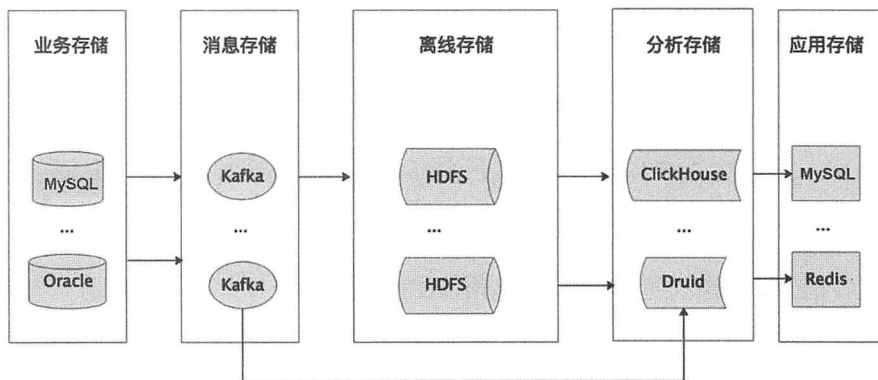 业务存储
消息存储
离线存储
分析存储
应用存储
MySQL
Kafka
HDFS
ClickHouse
MySQL
...
...
...
...
...
Oracle
Kafka
HDFS
Druid
Redis